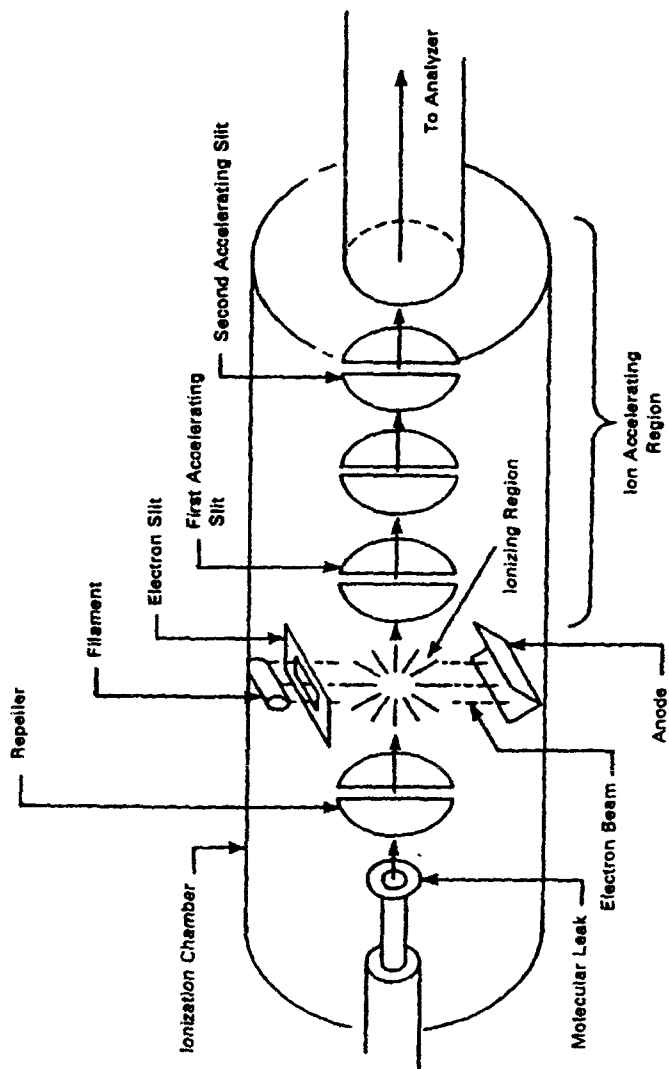 Ionization Chamber
Repeller
Filament
Electron Slit
First Accelerating
Slit
Second Accelerating Slit
To Analyzer
Molecular Leak
Electron Beam
Anode
Ionizing Region
Ion Accelerating
Region